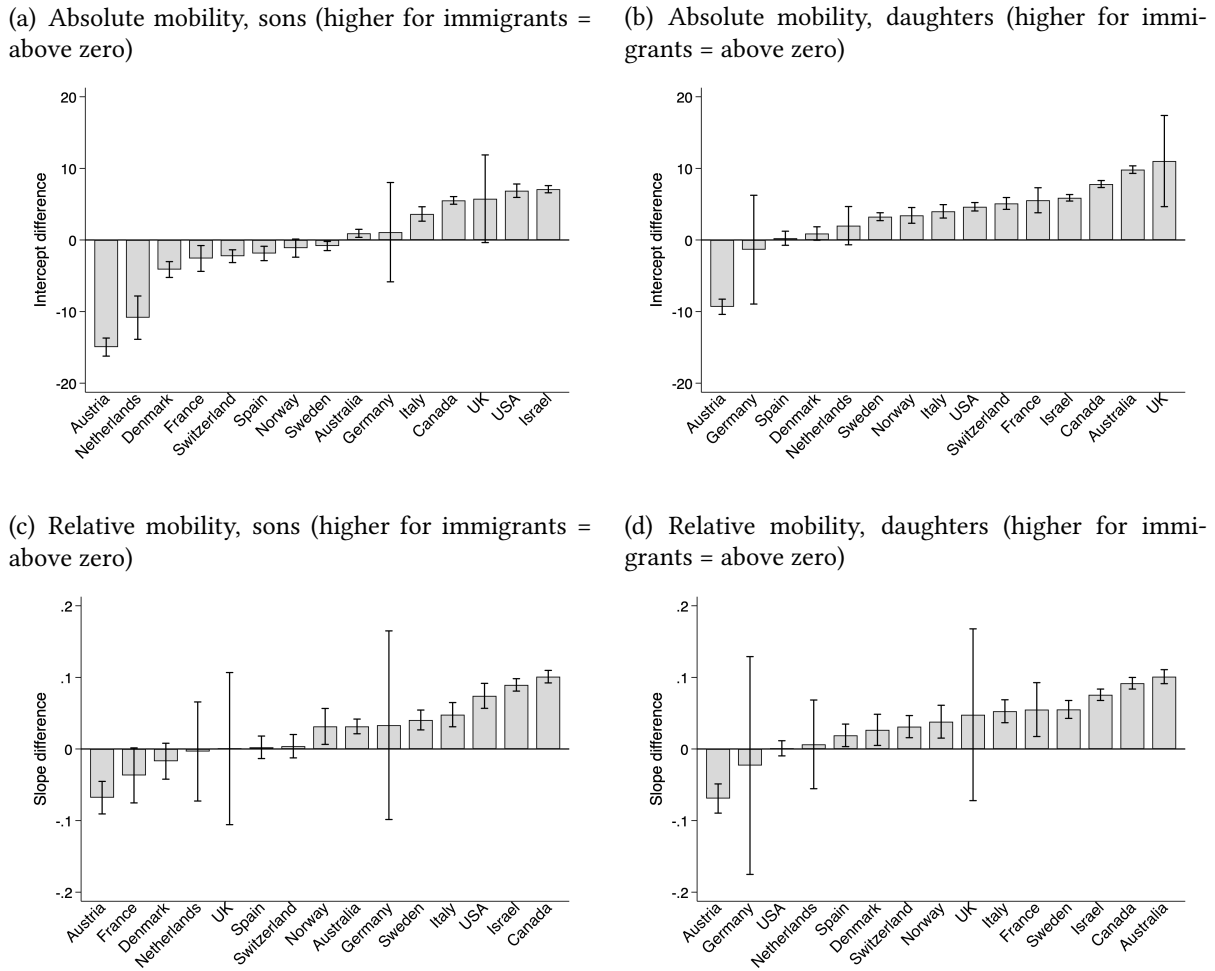 (a) Absolute mobility, sons (higher for immigrants =
above zero)
20
10
0
-10
-20
Intercept difference
Austria
Netherlands
Denmark
France
Switzerland
Spain
Norway
Sweden
Australia
Germany
Italy
Canada
UK
USA
Israel
(b) Absolute mobility, daughters (higher for immi-
grants = above zero)
20
10
0
-10
-20
Intercept difference
Austria
Germany
Spain
Denmark
Netherlands
Sweden
Norway
Italy
USA
Switzerland
France
Israel
Canada
Australia
UK
(c) Relative mobility, sons (higher for immigrants =
above zero)
.2
.1
0
-.1
-.2
Slope difference
Austria
France
Denmark
Netherlands
UK
Spain
Switzerland
Norway
Australia
Germany
Sweden
Italy
USA
Israel
Canada
(d) Relative mobility, daughters (higher for immi-
grants = above zero)
.2
.1
0
-.1
-.2
Slope difference
Austria
Germany
USA
Netherlands
Spain
Denmark
Switzerland
Norway
UK
Italy
France
Sweden
Israel
Canada
Australia